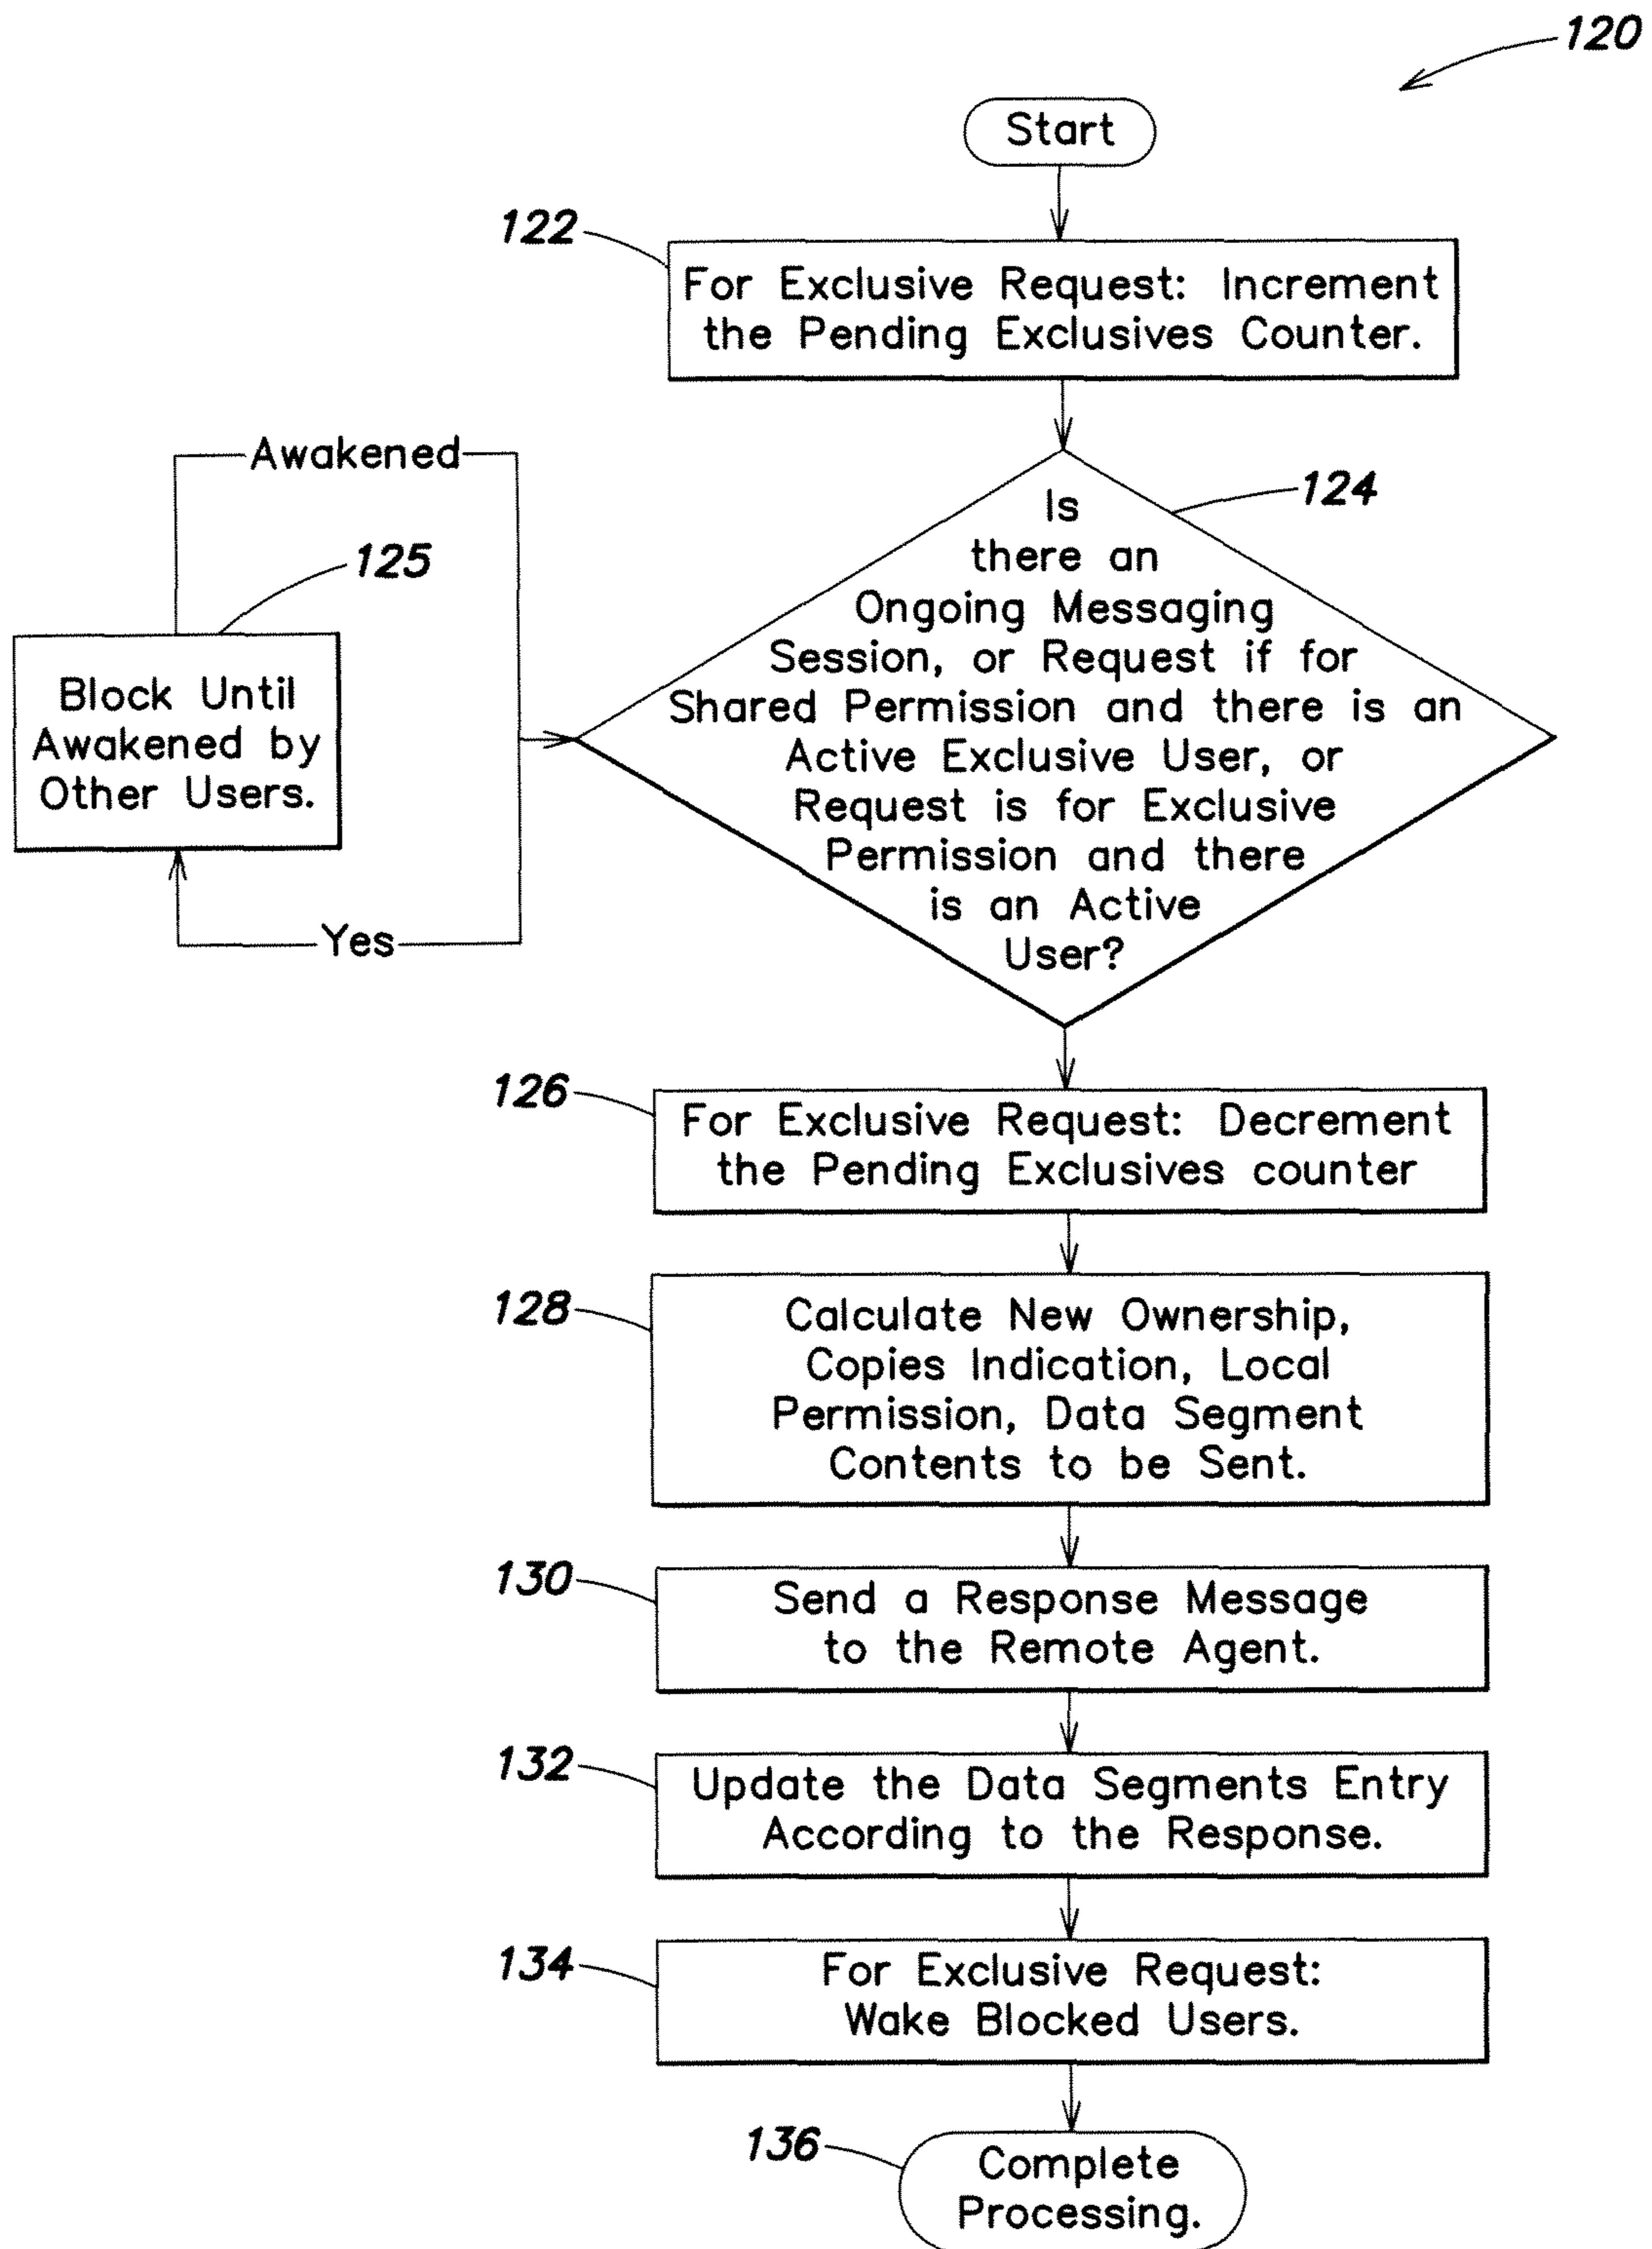 120
Start
122
For Exclusive Request: Increment
the Pending Exclusives Counter.
Awakened
124
Is
there an
Ongoing Messaging
Session, or Request if for
Shared Permission and there is an
Active Exclusive User, or
Request is for Exclusive
Permission and there
is an Active
User?
125
Block Until
Awakened by
Other Users.
Yes
126
For Exclusive Request: Decrement
the Pending Exclusives counter
128
Calculate New Ownership,
Copies Indication, Local
Permission, Data Segment
Contents to be Sent.
130
Send a Response Message
to the Remote Agent.
132
Update the Data Segments Entry
According to the Response.
134
For Exclusive Request:
Wake Blocked Users.
136
Complete
Processing.